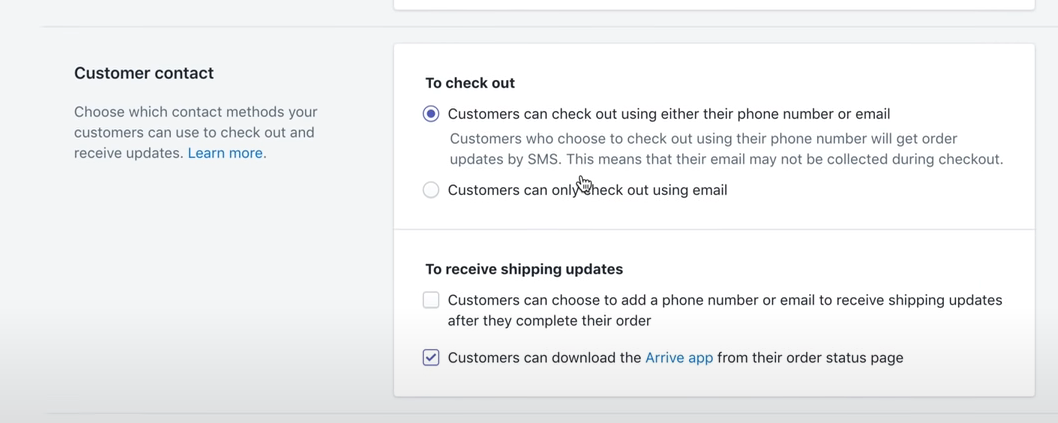 Customer contact
Choose which contact methods your
customers can use to check out and
receive updates. Learn more.
To check out
Customers can check out using either their phone number or email
Customers who choose to check out using their phone number will get order
updates by SMS. This means that their email may not be collected during checkout.
Customers can only check out using email
To receive shipping updates
Customers can choose to add a phone number or email to receive shipping updates
after they complete their order
Customers can download the Arrive app from their order status page